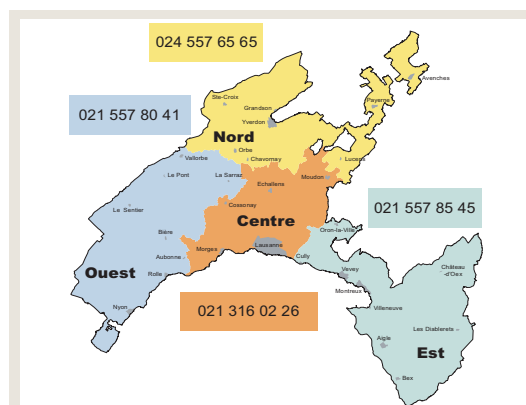 024 557 65 65
Avenches
Ste-Croix
Payerne
Grandson
021 557 80 41
Yverdon
Nord
Orbe
Vallorbe
Chavornay
Lucens
Le Pont
La Sarraz
Moudon
Echallens
021 557 85 45
Le Sentier
Cossonay
Centre
Oron-la-Ville
Bière
Morges
Lausanne
Aubonne
Cully
Ouest
Rolle
Vevey
Château
-d'Oex
Montreux
021 316 02 26
Nyon
Villeneuve
Les Diablerets
Aigle
Est
Bex